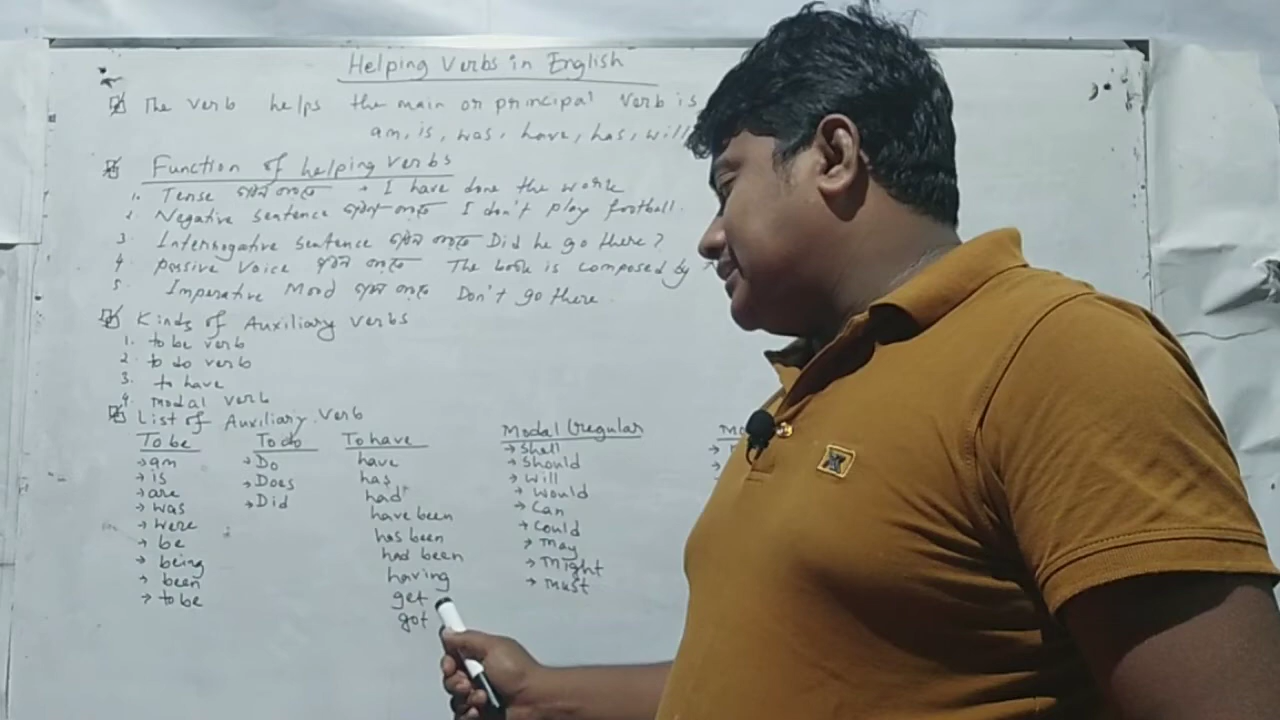 Helping Verbs in English
The verb helps the main or principal verb is
am, is, was, have, has, will
Function of helping verbs
1. Tense গঠন করতে → I have done the work
2. Negative sentence গঠন করতে I don't play football.
3. Interrogative sentence গঠন করতে Did he go there?
4 Passive Voice গঠন করতে The book is composed by
5. Imperative Mood গঠন করতে Don't go there.
Kinds of Auxiliary verbs
1. to be verb
2. to do verb
3. to have
4. modal verb
List of Auxiliary verb
To be
→ am
→ is
→ are
→ was
→ were
→ be
→ being
→ been
→ to be
To do
→ Do
→ Does
→ Did
To have
have
has
had
have been
has been
had been
having
get
got
Modal (regular
→ Shall
→ Should
→ will
→ would
→ Can
→ Could
→ may
→ might
→ must